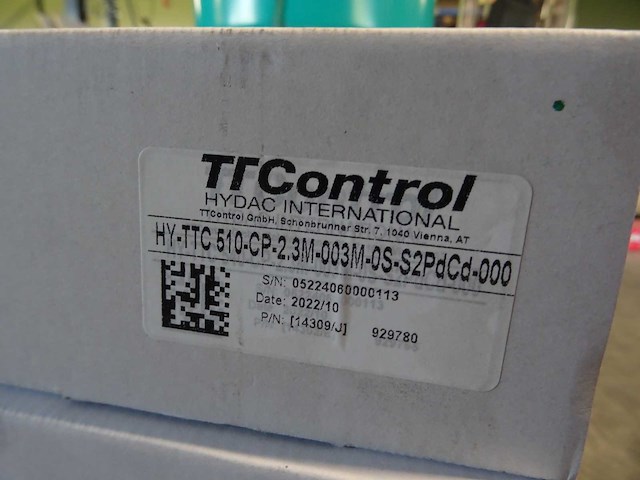 TTControl
HYDAC INTERNATIONAL
TTControl GmbH, Schönbrunner Str. 7, 1040 Vienna, AT
HY-TTC 510-CP-2.3M-003M-0S-S2PdCd-000
S/N: 05224060000113
Date: 2022/10
P/N: [14309/J] 929780